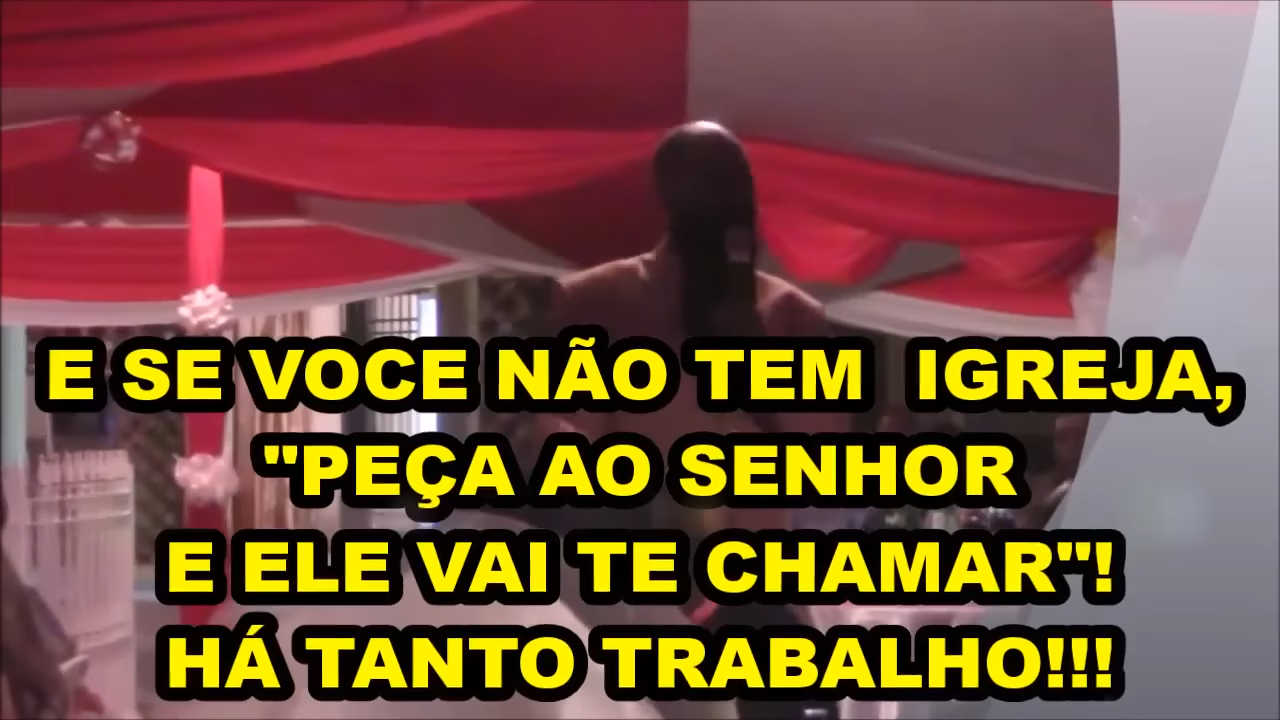 E SE VOCE NÃO TEM IGREJA,
"PEÇA AO SENHOR
E ELE VAI TE CHAMAR"!
HÁ TANTO TRABALHO!!!